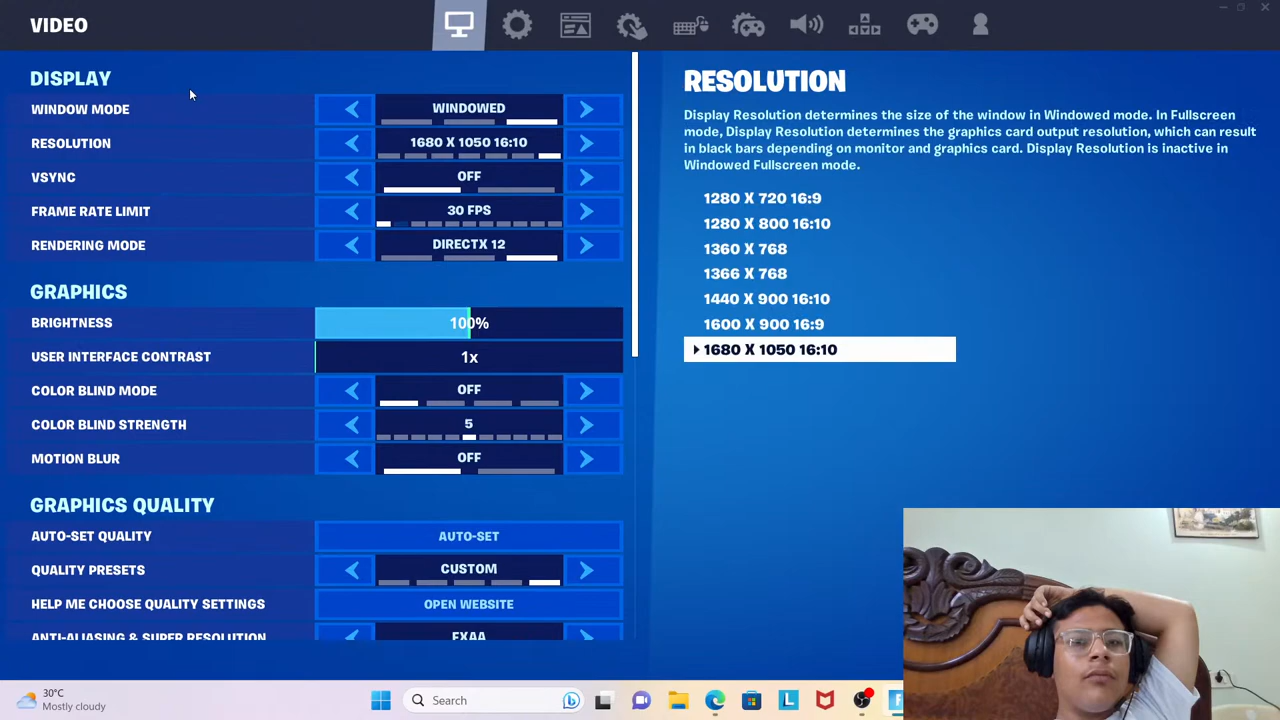 VIDEO
DISPLAY
WINDOW MODE
WINDOWED
RESOLUTION
1680 X 1050 16:10
VSYNC
OFF
FRAME RATE LIMIT
30 FPS
RENDERING MODE
DIRECTX 12
GRAPHICS
BRIGHTNESS
100%
USER INTERFACE CONTRAST
1x
COLOR BLIND MODE
OFF
COLOR BLIND STRENGTH
5
MOTION BLUR
OFF
GRAPHICS QUALITY
AUTO-SET QUALITY
AUTO-SET
QUALITY PRESETS
CUSTOM
HELP ME CHOOSE QUALITY SETTINGS
OPEN WEBSITE
ANTI-ALIASING & SUPER RESOLUTION
FXAA
RESOLUTION
Display Resolution determines the size of the window in Windowed mode. In Fullscreen
mode, Display Resolution determines the graphics card output resolution, which can result
in black bars depending on monitor and graphics card. Display Resolution is inactive in
Windowed Fullscreen mode.
1280 X 720 16:9
1280 X 800 16:10
1360 X 768
1366 X 768
1440 X 900 16:10
1600 X 900 16:9
1680 X 1050 16:10
30°C
Mostly cloudy
Search
L
F